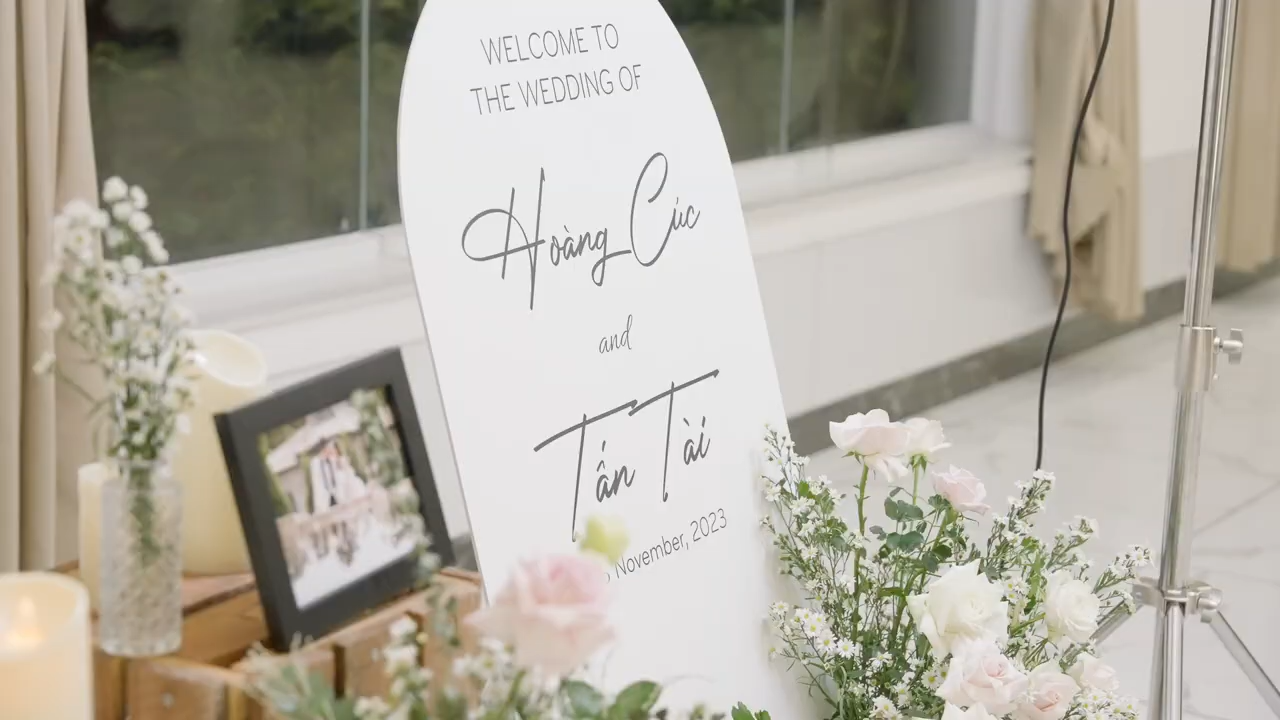 WELCOME TO
THE WEDDING OF
Hoàng Cúc
and
Tấn Tài
November, 2023